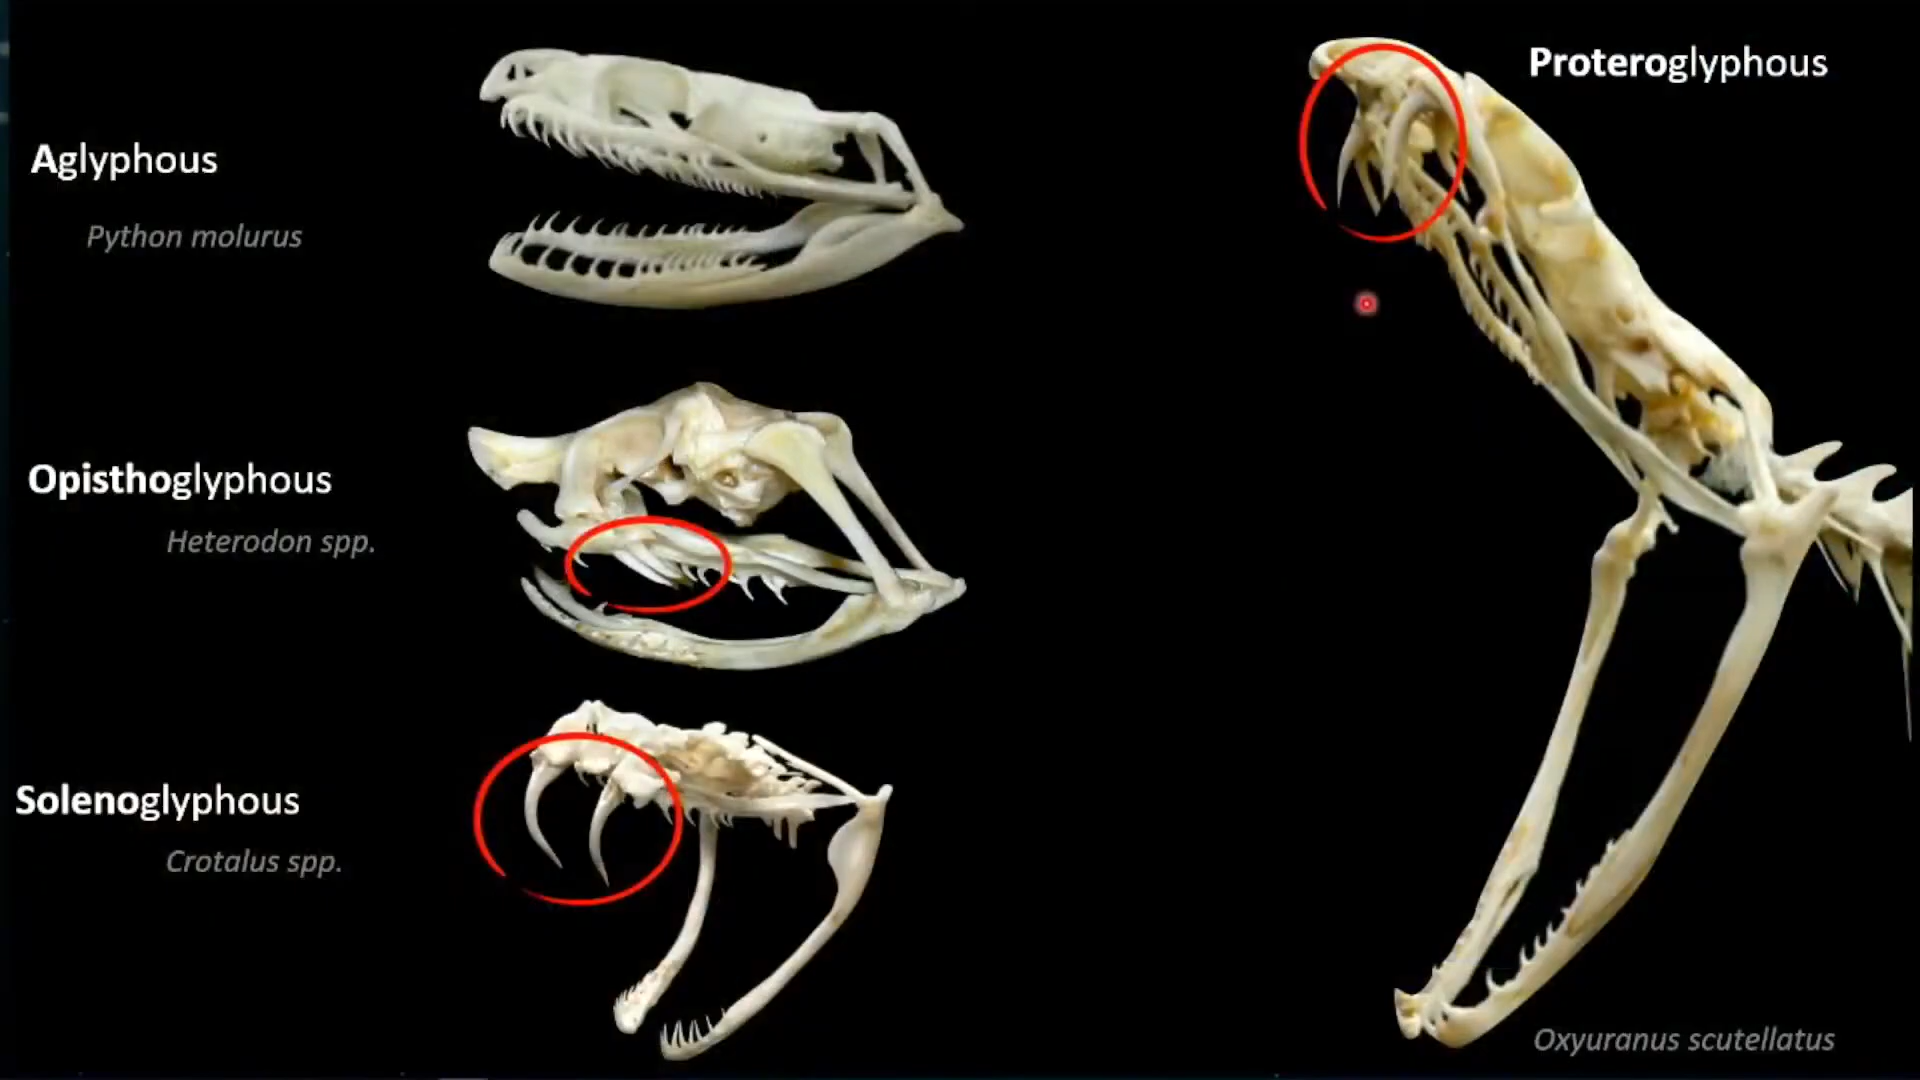 Aglyphous
Python molurus
Opisthoglyphous
Heterodon spp.
Solenoglyphous
Crotalus spp.
Proteroglyphous
Oxyuranus scutellatus